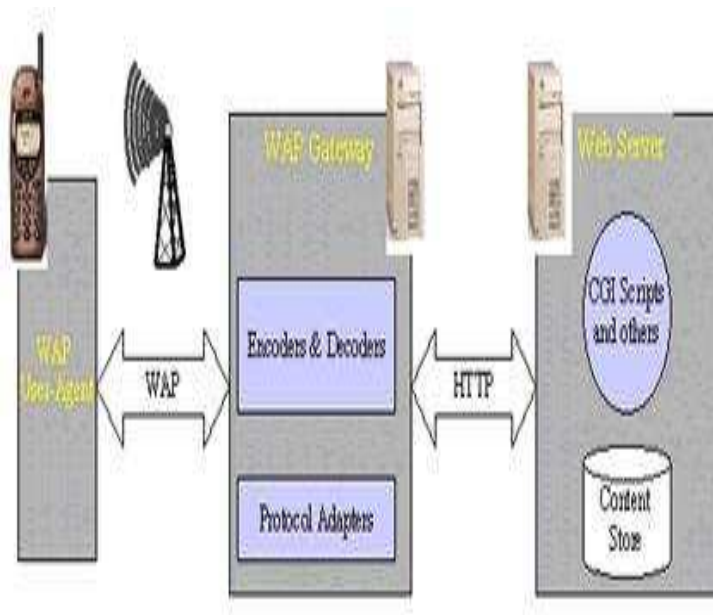 WAP Gateway
Web Server
WAP
User-Agent
WAP
Encoders & Decoders
Protocol Adapters
HTTP
CGI Scripts
and others
Content
Store